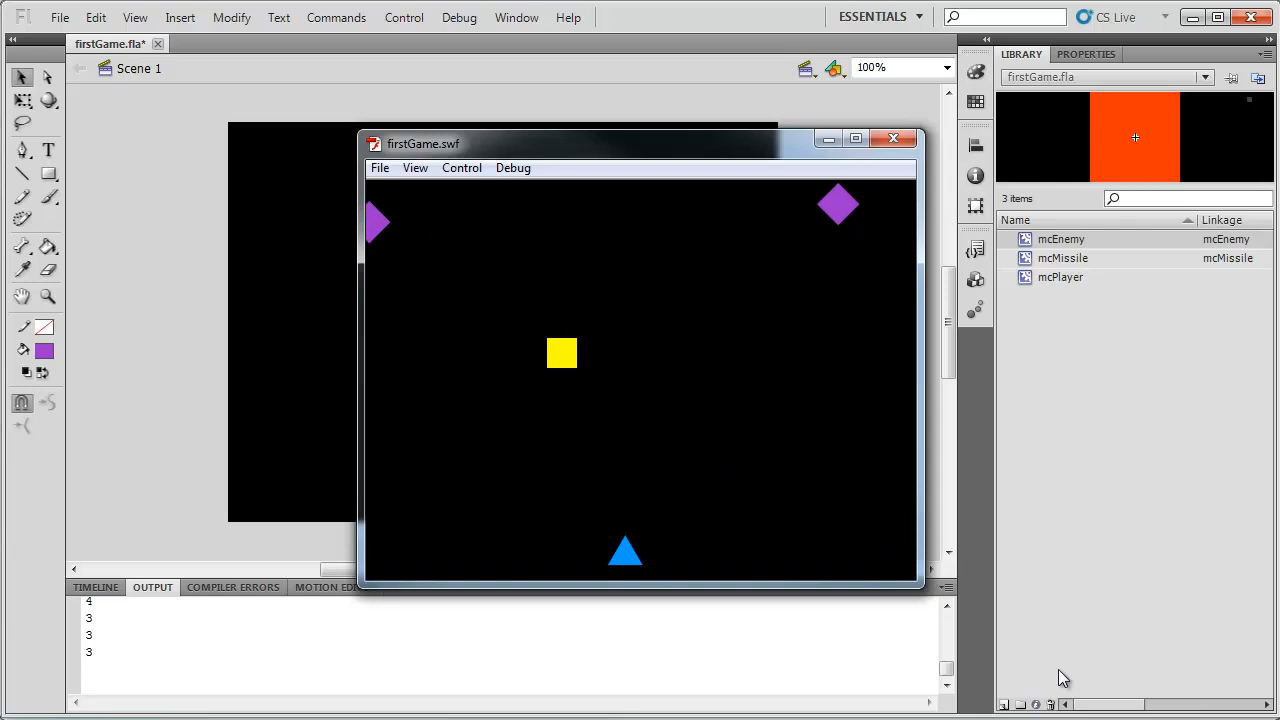 Fl File Edit View Insert Modify Text Commands Control Debug Window Help ESSENTIALS CS Live
firstGame.fla*
Scene 1 100%
LIBRARY PROPERTIES
firstGame.fla
3 items
Name Linkage
mcEnemy mcEnemy
mcMissile mcMissile
mcPlayer
firstGame.swf
File View Control Debug
TIMELINE OUTPUT COMPILER ERRORS MOTION EDI
4
3
3
3